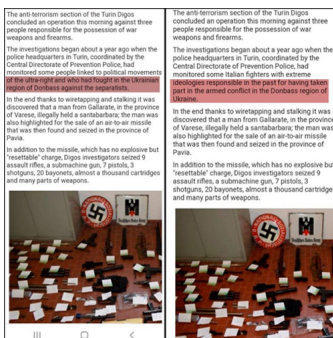 The anti-terrorism section of the Turin Digos
concluded an operation this morning against three
people responsible for the possession of war
weapons and firearms.
The investigations began about a year ago when the
police headquarters in Turin, coordinated by the
Central Directorate of Prevention Police, had
monitored some people linked to political movements
of the ultra-right and who had fought in the Ukrainian
region of Donbass against the separatists.
In the end thanks to wiretapping and stalking it was
discovered that a man from Gallarate, in the province
of Varese, illegally held a santabarbara; the man was
also highlighted for the sale of an air-to-air missile
that was then found and seized in the province of
Pavia.
In addition to the missile, which has no explosive but
"resettable" charge, Digos investigators seized 9
assault rifles, a submachine gun, 7 pistols, 3
shotguns, 20 bayonets, almost a thousand cartridges
and many parts of weapons.
The anti-terrorism section of the Turin Digos
concluded an operation this morning against three
people responsible for the possession of war
weapons and firearms.
The investigations began about a year ago when the
police headquarters in Turin, coordinated by the
Central Directorate of Prevention Police, had
monitored some Italian fighters with extreme
ideologies responsible in the past for having taken
part in the armed conflict in the Donbass region of
Ukraine.
In the end thanks to wiretapping and stalking it was
discovered that a man from Gallarate, in the province
of Varese, illegally held a santabarbara; the man was
also highlighted for the sale of an air-to-air missile
that was then found and seized in the province of
Pavia.
In addition to the missile, which has no explosive but
"resettable" charge, Digos investigators seized 9
assault rifles, a submachine gun, 7 pistols, 3
shotguns, 20 bayonets, almost a thousand cartridges
and many parts of weapons.